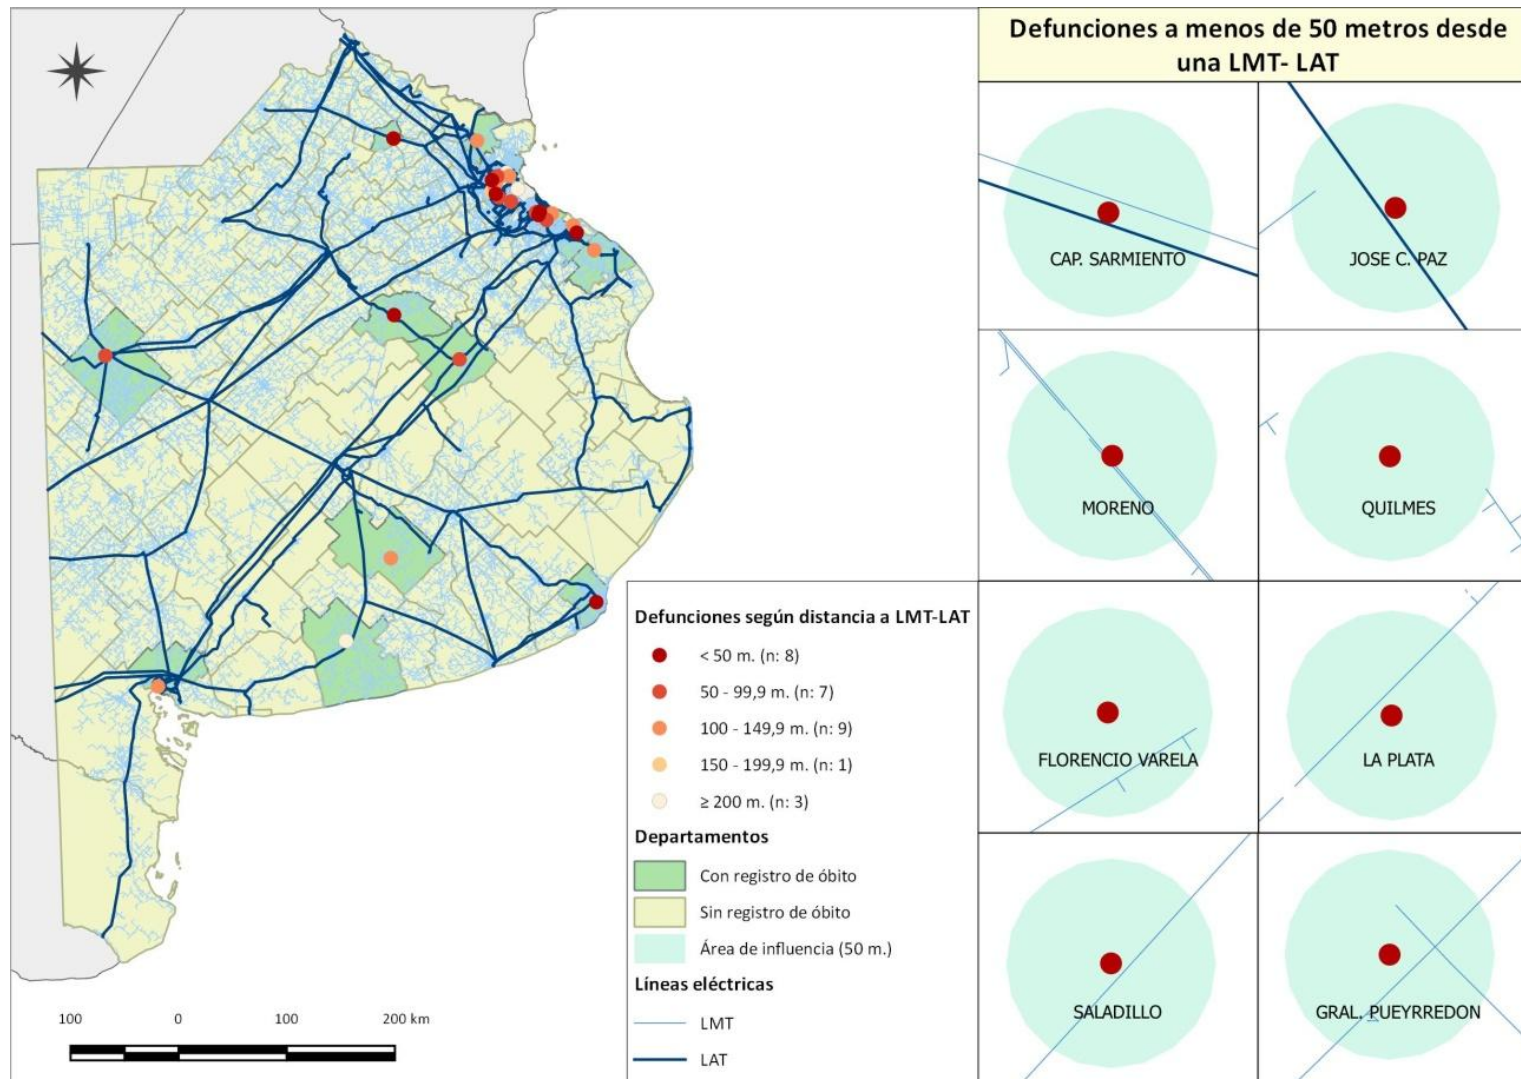 Defunciones a menos de 50 metros desde
una LMT- LAT
CAP. SARMIENTO
JOSE C. PAZ
MORENO
QUILMES
FLORENCIO VARELA
LA PLATA
SALADILLO
GRAL. PUEYRREDON
Defunciones según distancia a LMT-LAT
< 50 m. (n: 8)
50 - 99,9 m. (n: 7)
100 - 149,9 m. (n: 9)
150 - 199,9 m. (n: 1)
≥ 200 m. (n: 3)
Departamentos
Con registro de óbito
Sin registro de óbito
Área de influencia (50 m.)
Líneas eléctricas
LMT
LAT
100 0 100 200 km